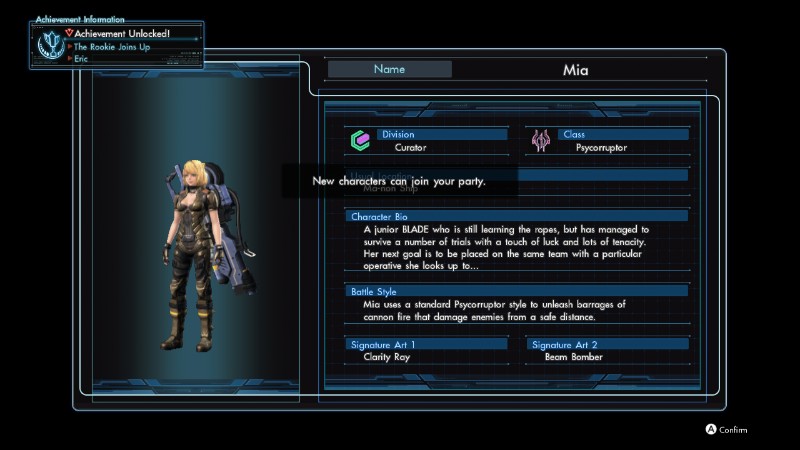 Achievement Information
Achievement Unlocked!
The Rookie Joins Up
Eric
Name
Mia
Division
Curator
Class
Psycorruptor
Usual Location
Ma-non Ship
New characters can join your party.
Character Bio
A junior BLADE who is still learning the ropes, but has managed to
survive a number of trials with a touch of luck and lots of tenacity.
Her next goal is to be placed on the same team with a particular
operative she looks up to...
Battle Style
Mia uses a standard Psycorruptor style to unleash barrages of
cannon fire that damage enemies from a safe distance.
Signature Art 1
Clarity Ray
Signature Art 2
Beam Bomber
A Confirm